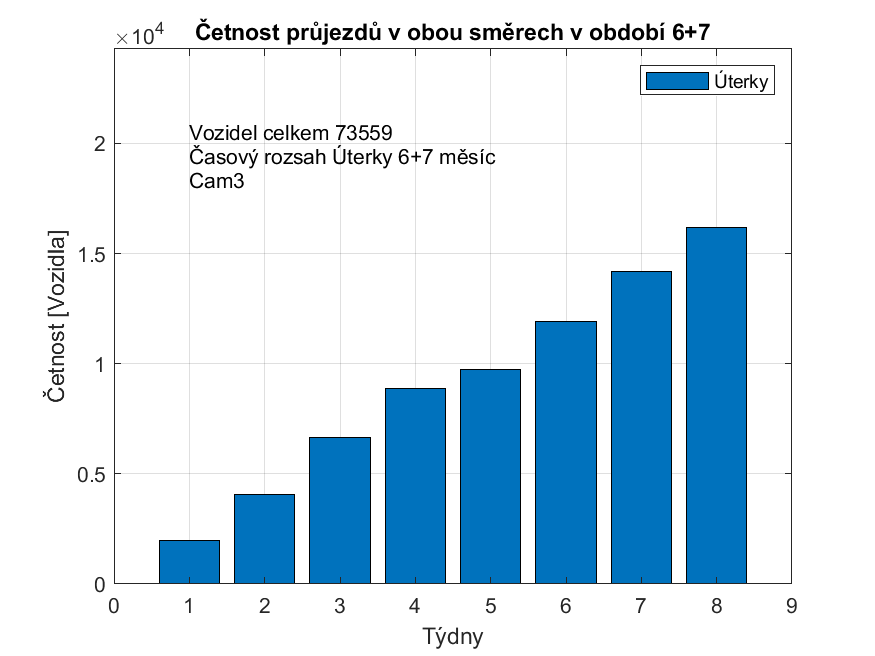 ×10⁴
Četnost průjezdů v obou směrech v období 6+7
Úterky
Vozidel celkem 73559
Časový rozsah Úterky 6+7 měsíc
Cam3
Četnost [Vozidla]
2
1.5
1
0.5
0
0 1 2 3 4 5 6 7 8 9
Týdny